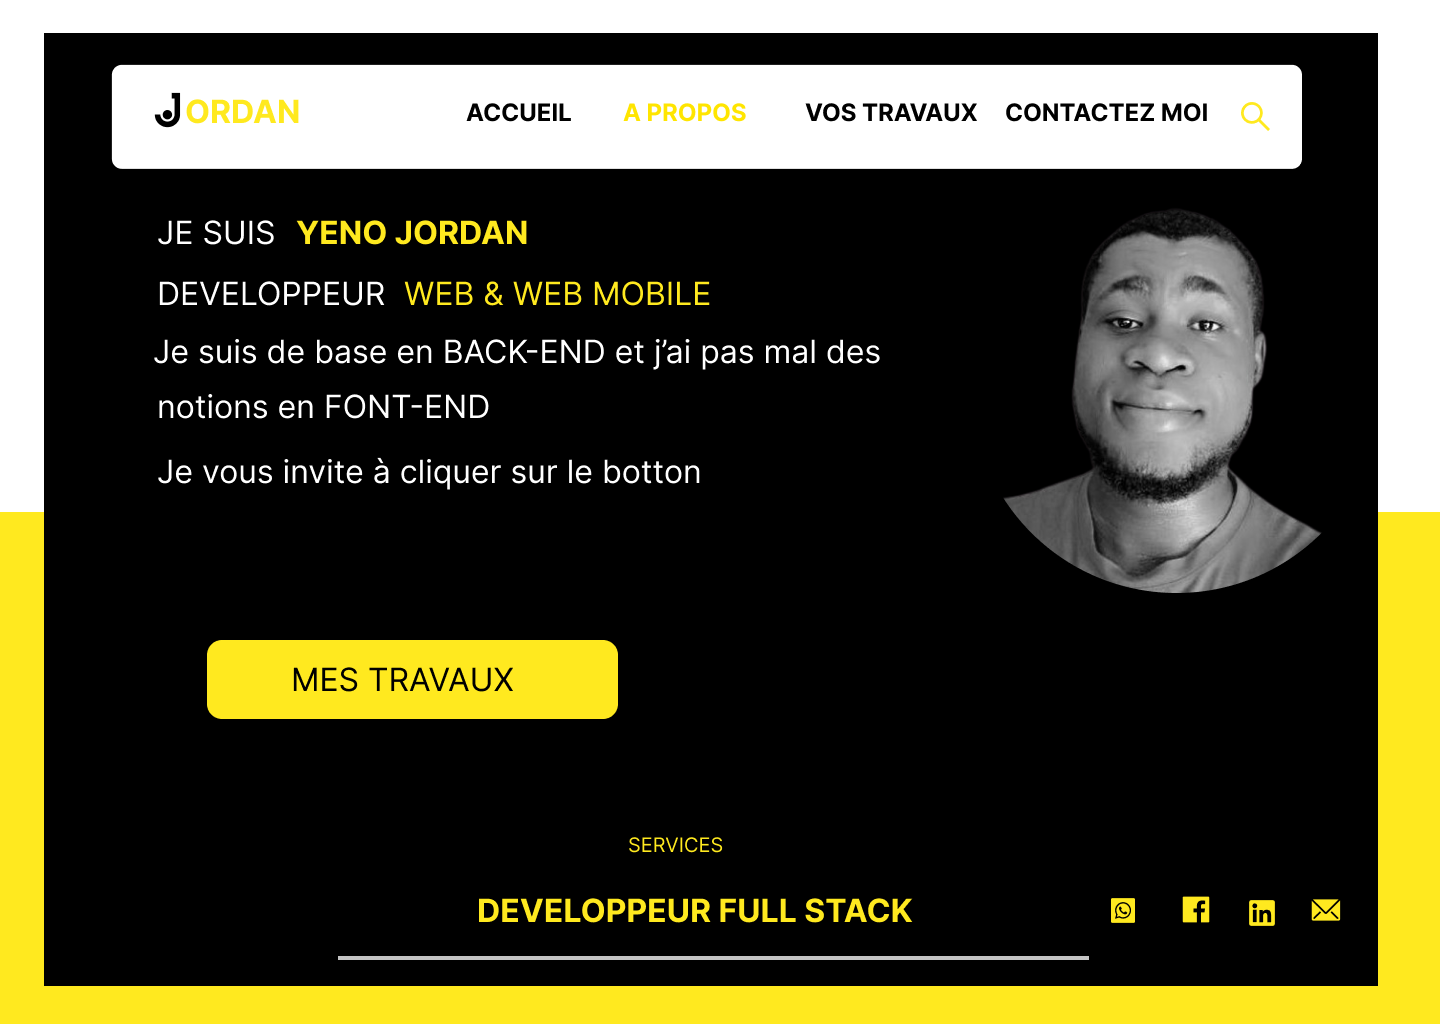 JORDAN ACCUEIL A PROPOS VOS TRAVAUX CONTACTEZ MOI
JE SUIS YENO JORDAN
DEVELOPPEUR WEB & WEB MOBILE
Je suis de base en BACK-END et j’ai pas mal des
notions en FONT-END
Je vous invite à cliquer sur le botton
MES TRAVAUX
SERVICES
DEVELOPPEUR FULL STACK
in